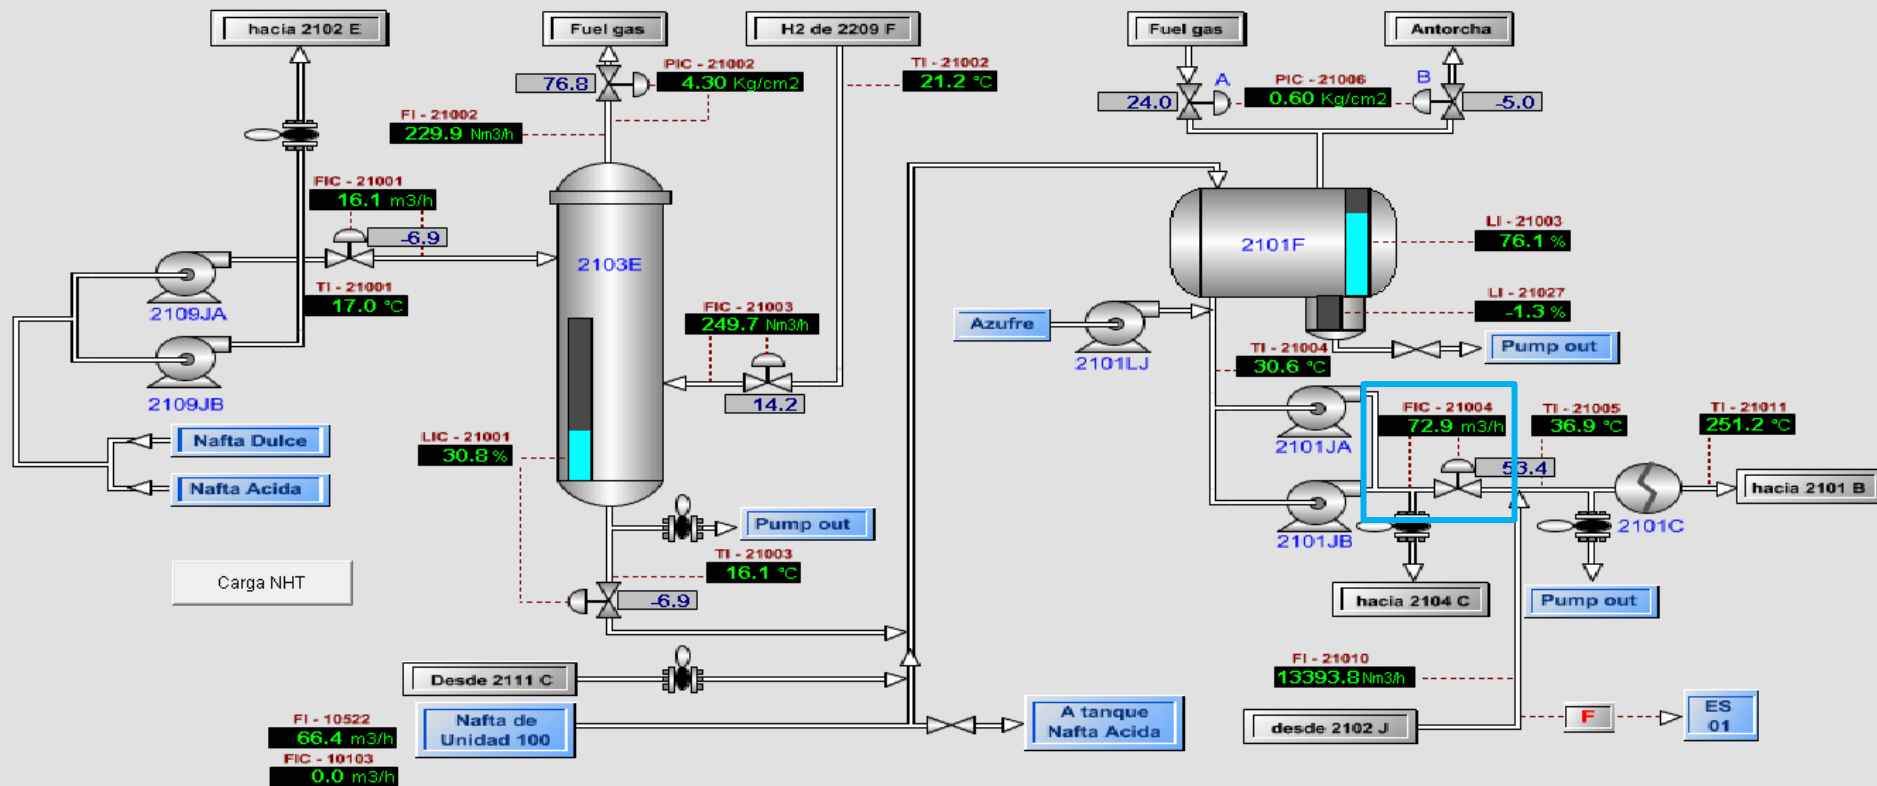 hacia 2102 E
Fuel gas
H2 de 2209 F
Fuel gas
Antorcha
PIC - 21002
4.30 Kg/cm2
76.8
TI - 21002
21.2 °C
A
PIC - 21006
0.60 Kg/cm2
B
24.0
-5.0
FI - 21002
229.9 Nm3/h
FIC - 21001
16.1 m3/h
-6.9
2103E
2101F
LI - 21003
76.1 %
TI - 21001
17.0 °C
2109JA
FIC - 21003
249.7 Nm3/h
LI - 21027
-1.3 %
Azufre
2101LJ
Pump out
TI - 21004
30.6 °C
2109JB
14.2
FIC - 21004
72.9 m3/h
TI - 21005
36.9 °C
TI - 21011
251.2 °C
Nafta Dulce
LIC - 21001
30.8 %
2101JA
53.4
Nafta Acida
hacia 2101 B
Pump out
2101JB
2101C
TI - 21003
16.1 °C
Carga NHT
-6.9
hacia 2104 C
Pump out
Desde 2111 C
FI - 21010
13393.8 Nm3/h
Nafta de
Unidad 100
A tanque
Nafta Acida
FI - 10522
66.4 m3/h
FIC - 10103
0.0 m3/h
desde 2102 J
F
ES
01